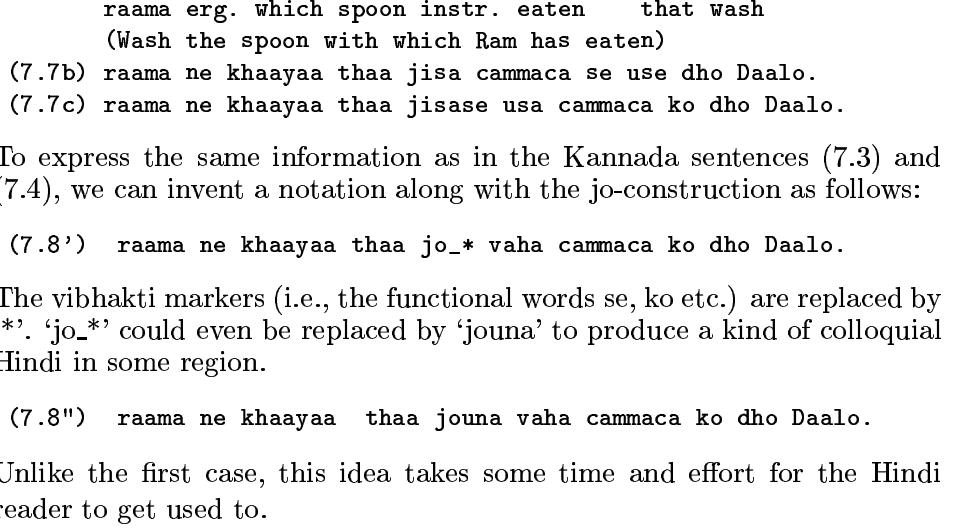 raama erg. which spoon instr. eaten that wash
(Wash the spoon with which Ram has eaten)
(7.7b) raama ne khaayaa thaa jisa cammaca se use dho Daalo.
(7.7c) raama ne khaayaa thaa jisase usa cammaca ko dho Daalo.
To express the same information as in the Kannada sentences (7.3) and
(7.4), we can invent a notation along with the jo-construction as follows:
(7.8') raama ne khaayaa thaa jo_* vaha cammaca ko dho Daalo.
The vibhakti markers (i.e., the functional words se, ko etc.) are replaced by
'*'. 'jo_*' could even be replaced by 'jouna' to produce a kind of colloquial
Hindi in some region.
(7.8") raama ne khaayaa thaa jouna vaha cammaca ko dho Daalo.
Unlike the first case, this idea takes some time and effort for the Hindi
reader to get used to.